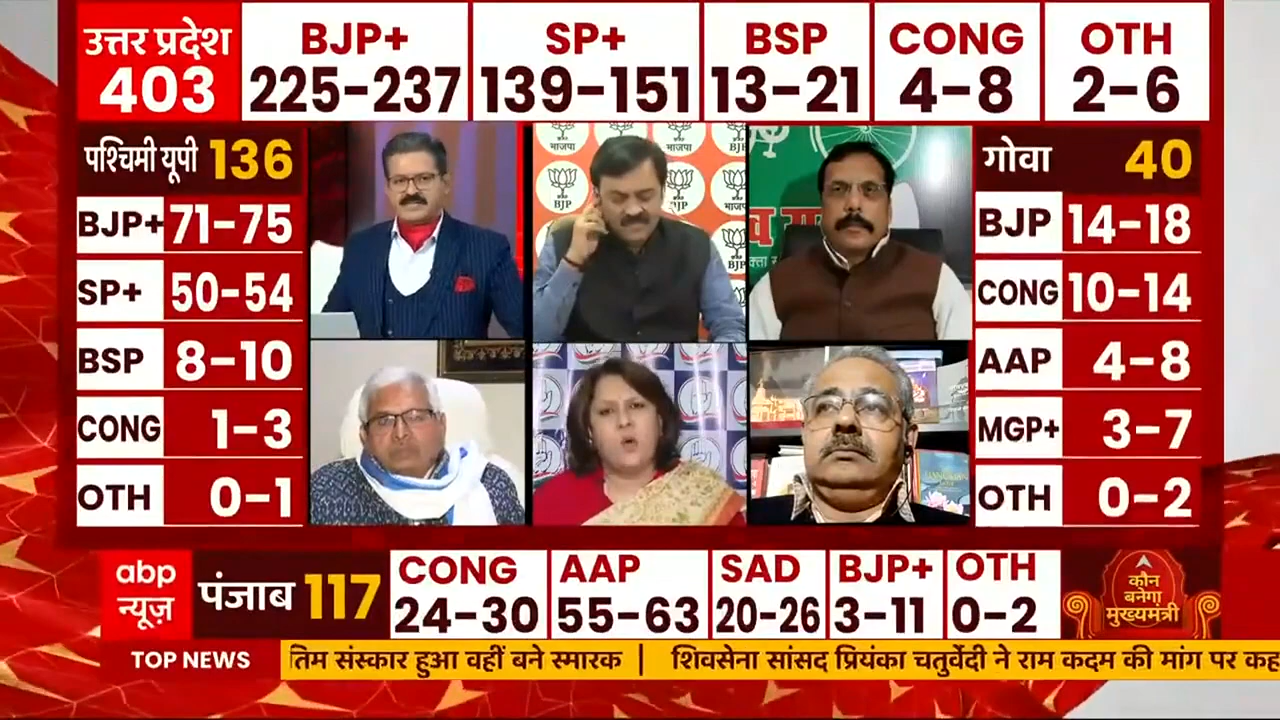 उत्तर प्रदेश 403
BJP+ 225-237
SP+ 139-151
BSP 13-21
CONG 4-8
OTH 2-6
पश्चिमी यूपी 136
BJP+ 71-75
SP+ 50-54
BSP 8-10
CONG 1-3
OTH 0-1
भाजपा
BJP
गोवा 40
BJP 14-18
CONG 10-14
AAP 4-8
MGP+ 3-7
OTH 0-2
abp न्यूज़
पंजाब 117
CONG 24-30
AAP 55-63
SAD 20-26
BJP+ 3-11
OTH 0-2
कौन
बनेगा
मुख्यमंत्री
TOP NEWS
तिम संस्कार हुआ वहीं बने स्मारक | शिवसेना सांसद प्रियंका चतुर्वेदी ने राम कदम की मांग पर कह